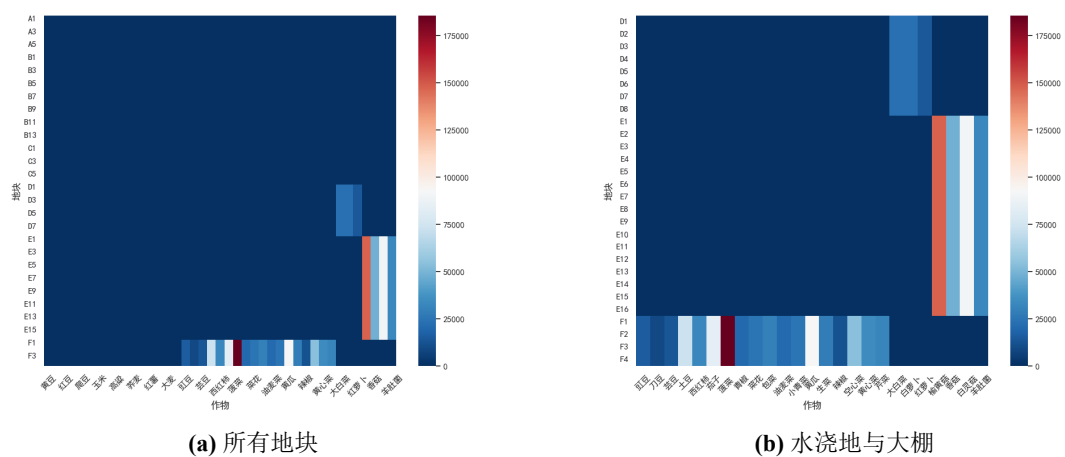 A1
A3
A5
B1
B3
B5
B7
B9
B11
B13
C1
C3
C5
D1
D3
D5
D7
E1
E3
E5
E7
E9
E11
E13
E15
F1
F3
地块
黄豆 红豆 爬豆 玉米 高粱 荞麦 红薯 大麦 豇豆 芸豆 西红柿 菠菜 菜花 油麦菜 黄瓜 辣椒 黄心菜 大白菜 红萝卜 香菇 羊肚菌
作物
175000
150000
125000
100000
75000
50000
25000
0
(a) 所有地块
D1
D2
D3
D4
D5
D6
D7
D8
E1
E2
E3
E4
E5
E6
E7
E8
E9
E10
E11
E12
E13
E14
E15
E16
F1
F2
F3
F4
地块
豇豆 刀豆 芸豆 土豆 西红柿 茄子 菠菜 青椒 菜花 包菜 油麦菜 小青菜 黄瓜 生菜 辣椒 空心菜 黄心菜 芹菜 大白菜 白萝卜 红萝卜 榆黄菇 香菇 白灵菇 羊肚菌
作物
175000
150000
125000
100000
75000
50000
25000
0
(b) 水浇地与大棚